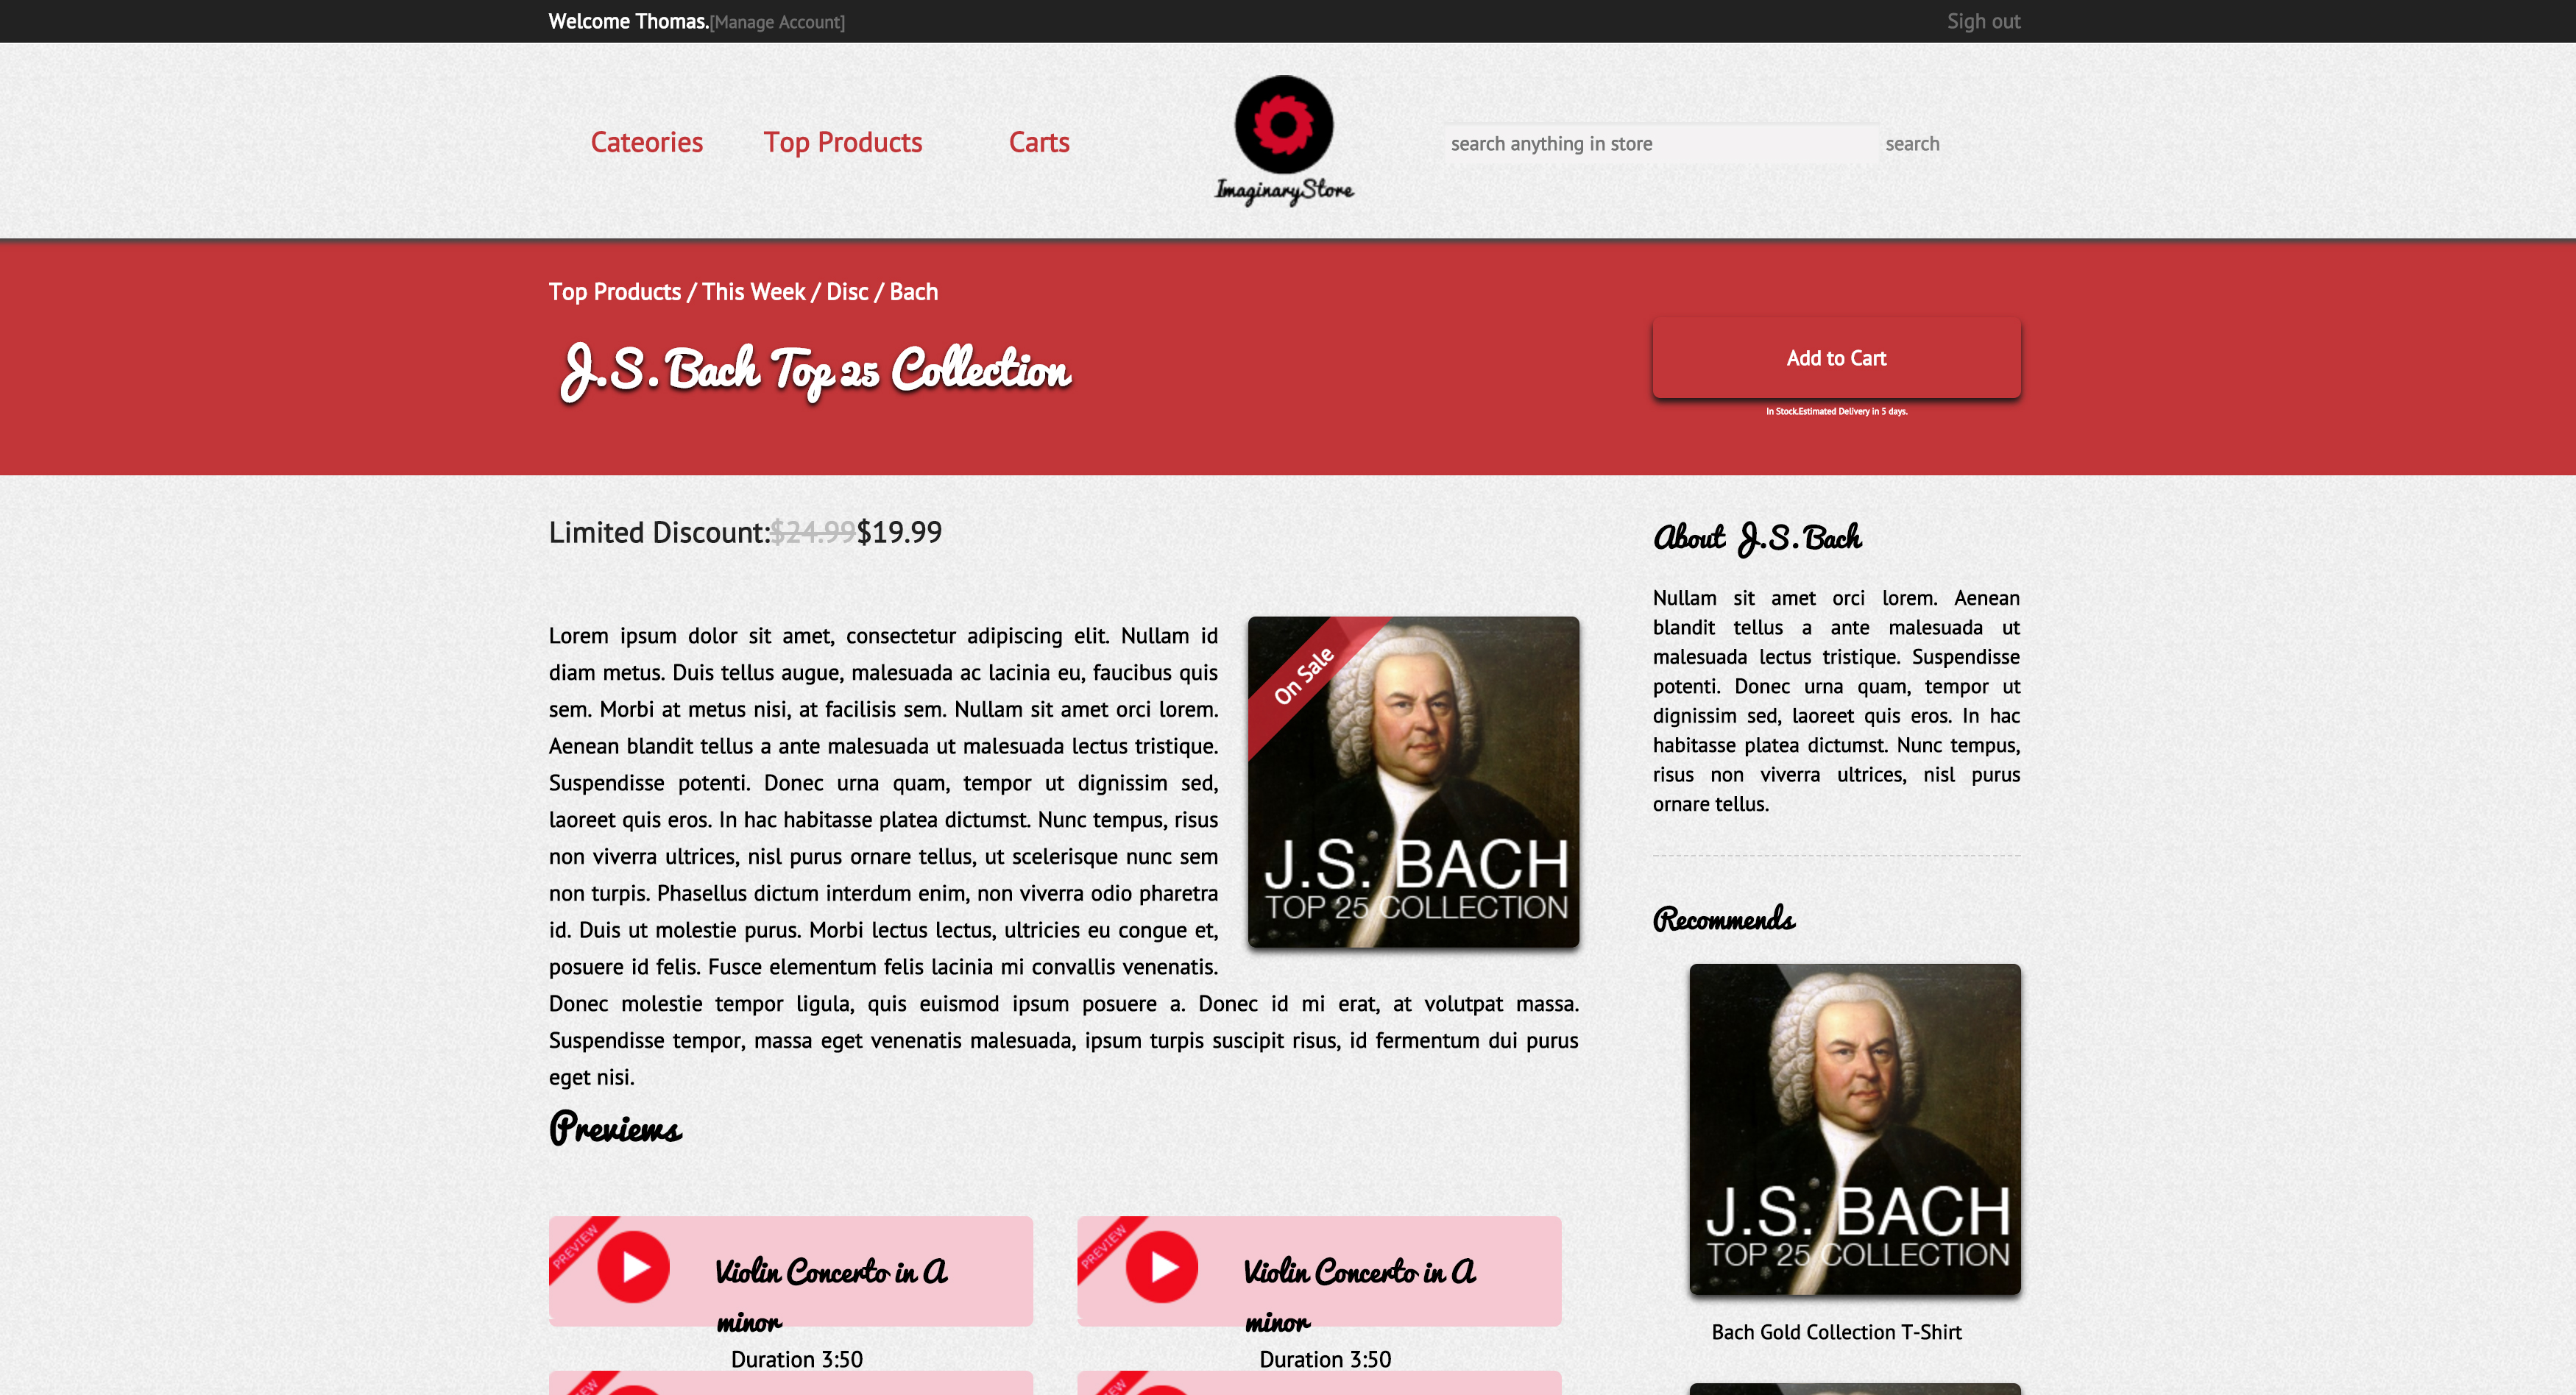 Welcome Thomas.[Manage Account]
Sigh out
Cateories
Top Products
Carts
ImaginaryStore
search anything in store
search
Top Products / This Week / Disc / Bach
J.S. Bach Top 25 Collection
Add to Cart
In Stock.Estimated Delivery in 5 days.
Limited Discount:$24.99$19.99
Lorem ipsum dolor sit amet, consectetur adipiscing elit. Nullam id
diam metus. Duis tellus augue, malesuada ac lacinia eu, faucibus quis
sem. Morbi at metus nisi, at facilisis sem. Nullam sit amet orci lorem.
Aenean blandit tellus a ante malesuada ut malesuada lectus tristique.
Suspendisse potenti. Donec urna quam, tempor ut dignissim sed,
laoreet quis eros. In hac habitasse platea dictumst. Nunc tempus, risus
non viverra ultrices, nisl purus ornare tellus, ut scelerisque nunc sem
non turpis. Phasellus dictum interdum enim, non viverra odio pharetra
id. Duis ut molestie purus. Morbi lectus lectus, ultricies eu congue et,
posuere id felis. Fusce elementum felis lacinia mi convallis venenatis.
Donec molestie tempor ligula, quis euismod ipsum posuere a. Donec id mi erat, at volutpat massa.
Suspendisse tempor, massa eget venenatis malesuada, ipsum turpis suscipit risus, id fermentum dui purus
eget nisi.
On Sale
J.S. BACH
TOP 25 COLLECTION
Previews
PREVIEW
Violin Concerto in A
minor
Duration 3:50
PREVIEW
Violin Concerto in A
minor
Duration 3:50
About J.S. Bach
Nullam sit amet orci lorem. Aenean
blandit tellus a ante malesuada ut
malesuada lectus tristique. Suspendisse
potenti. Donec urna quam, tempor ut
dignissim sed, laoreet quis eros. In hac
habitasse platea dictumst. Nunc tempus,
risus non viverra ultrices, nisl purus
ornare tellus.
Recommends
J.S. BACH
TOP 25 COLLECTION
Bach Gold Collection T-Shirt